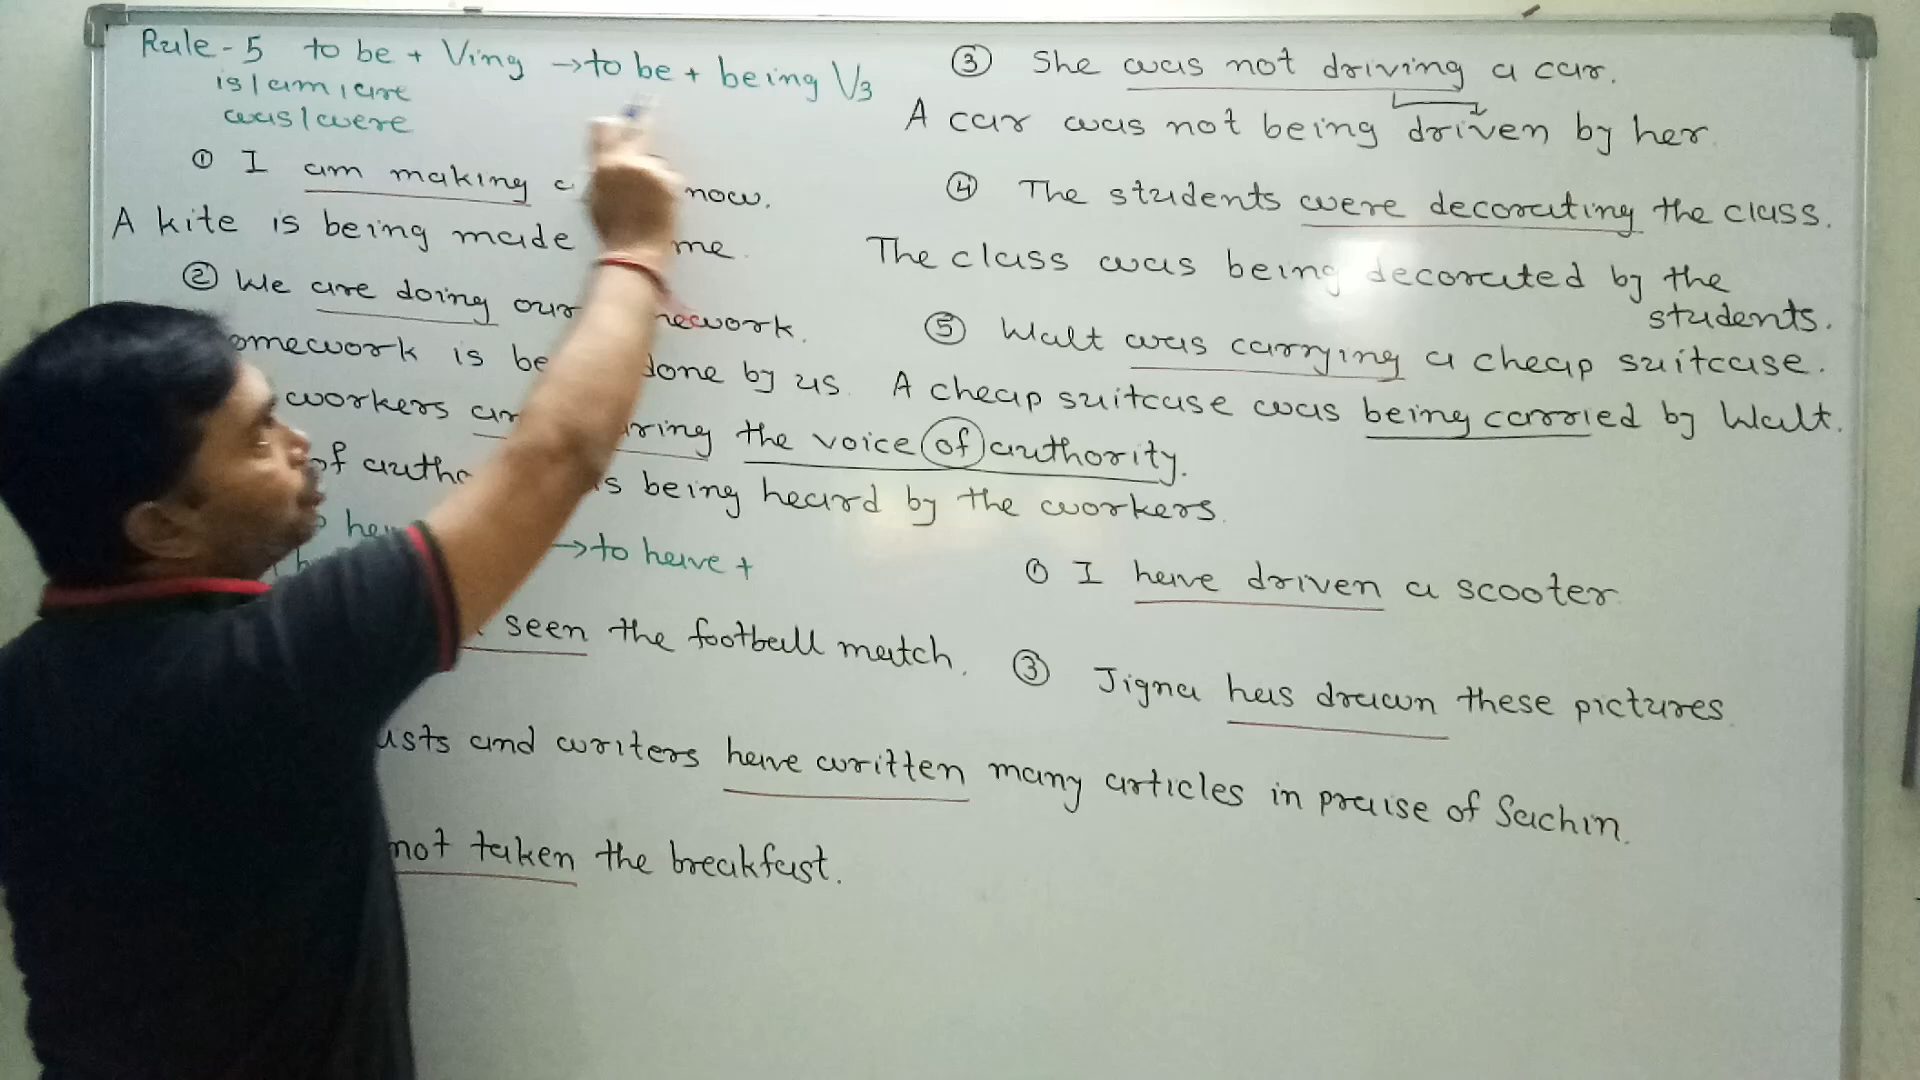 Rule-5 to be + Ving → to be + being V3
is / am / are
was / were
① I am making now.
A kite is being made me.
② We are doing our
is done by us.
workers the voice of authority.
of is being heard by the workers.
→ to have +
seen the football match.
and writers have written many articles in praise of Sachin.
not taken the breakfast.
③ She was not driving a car.
A car was not being driven by her.
④ The students were decorating the class.
The class was being decorated by the
students.
⑤ Walt was carrying a cheap suitcase.
A cheap suitcase was being carried by Walt.
① I have driven a scooter
③ Jigna has drawn these pictures